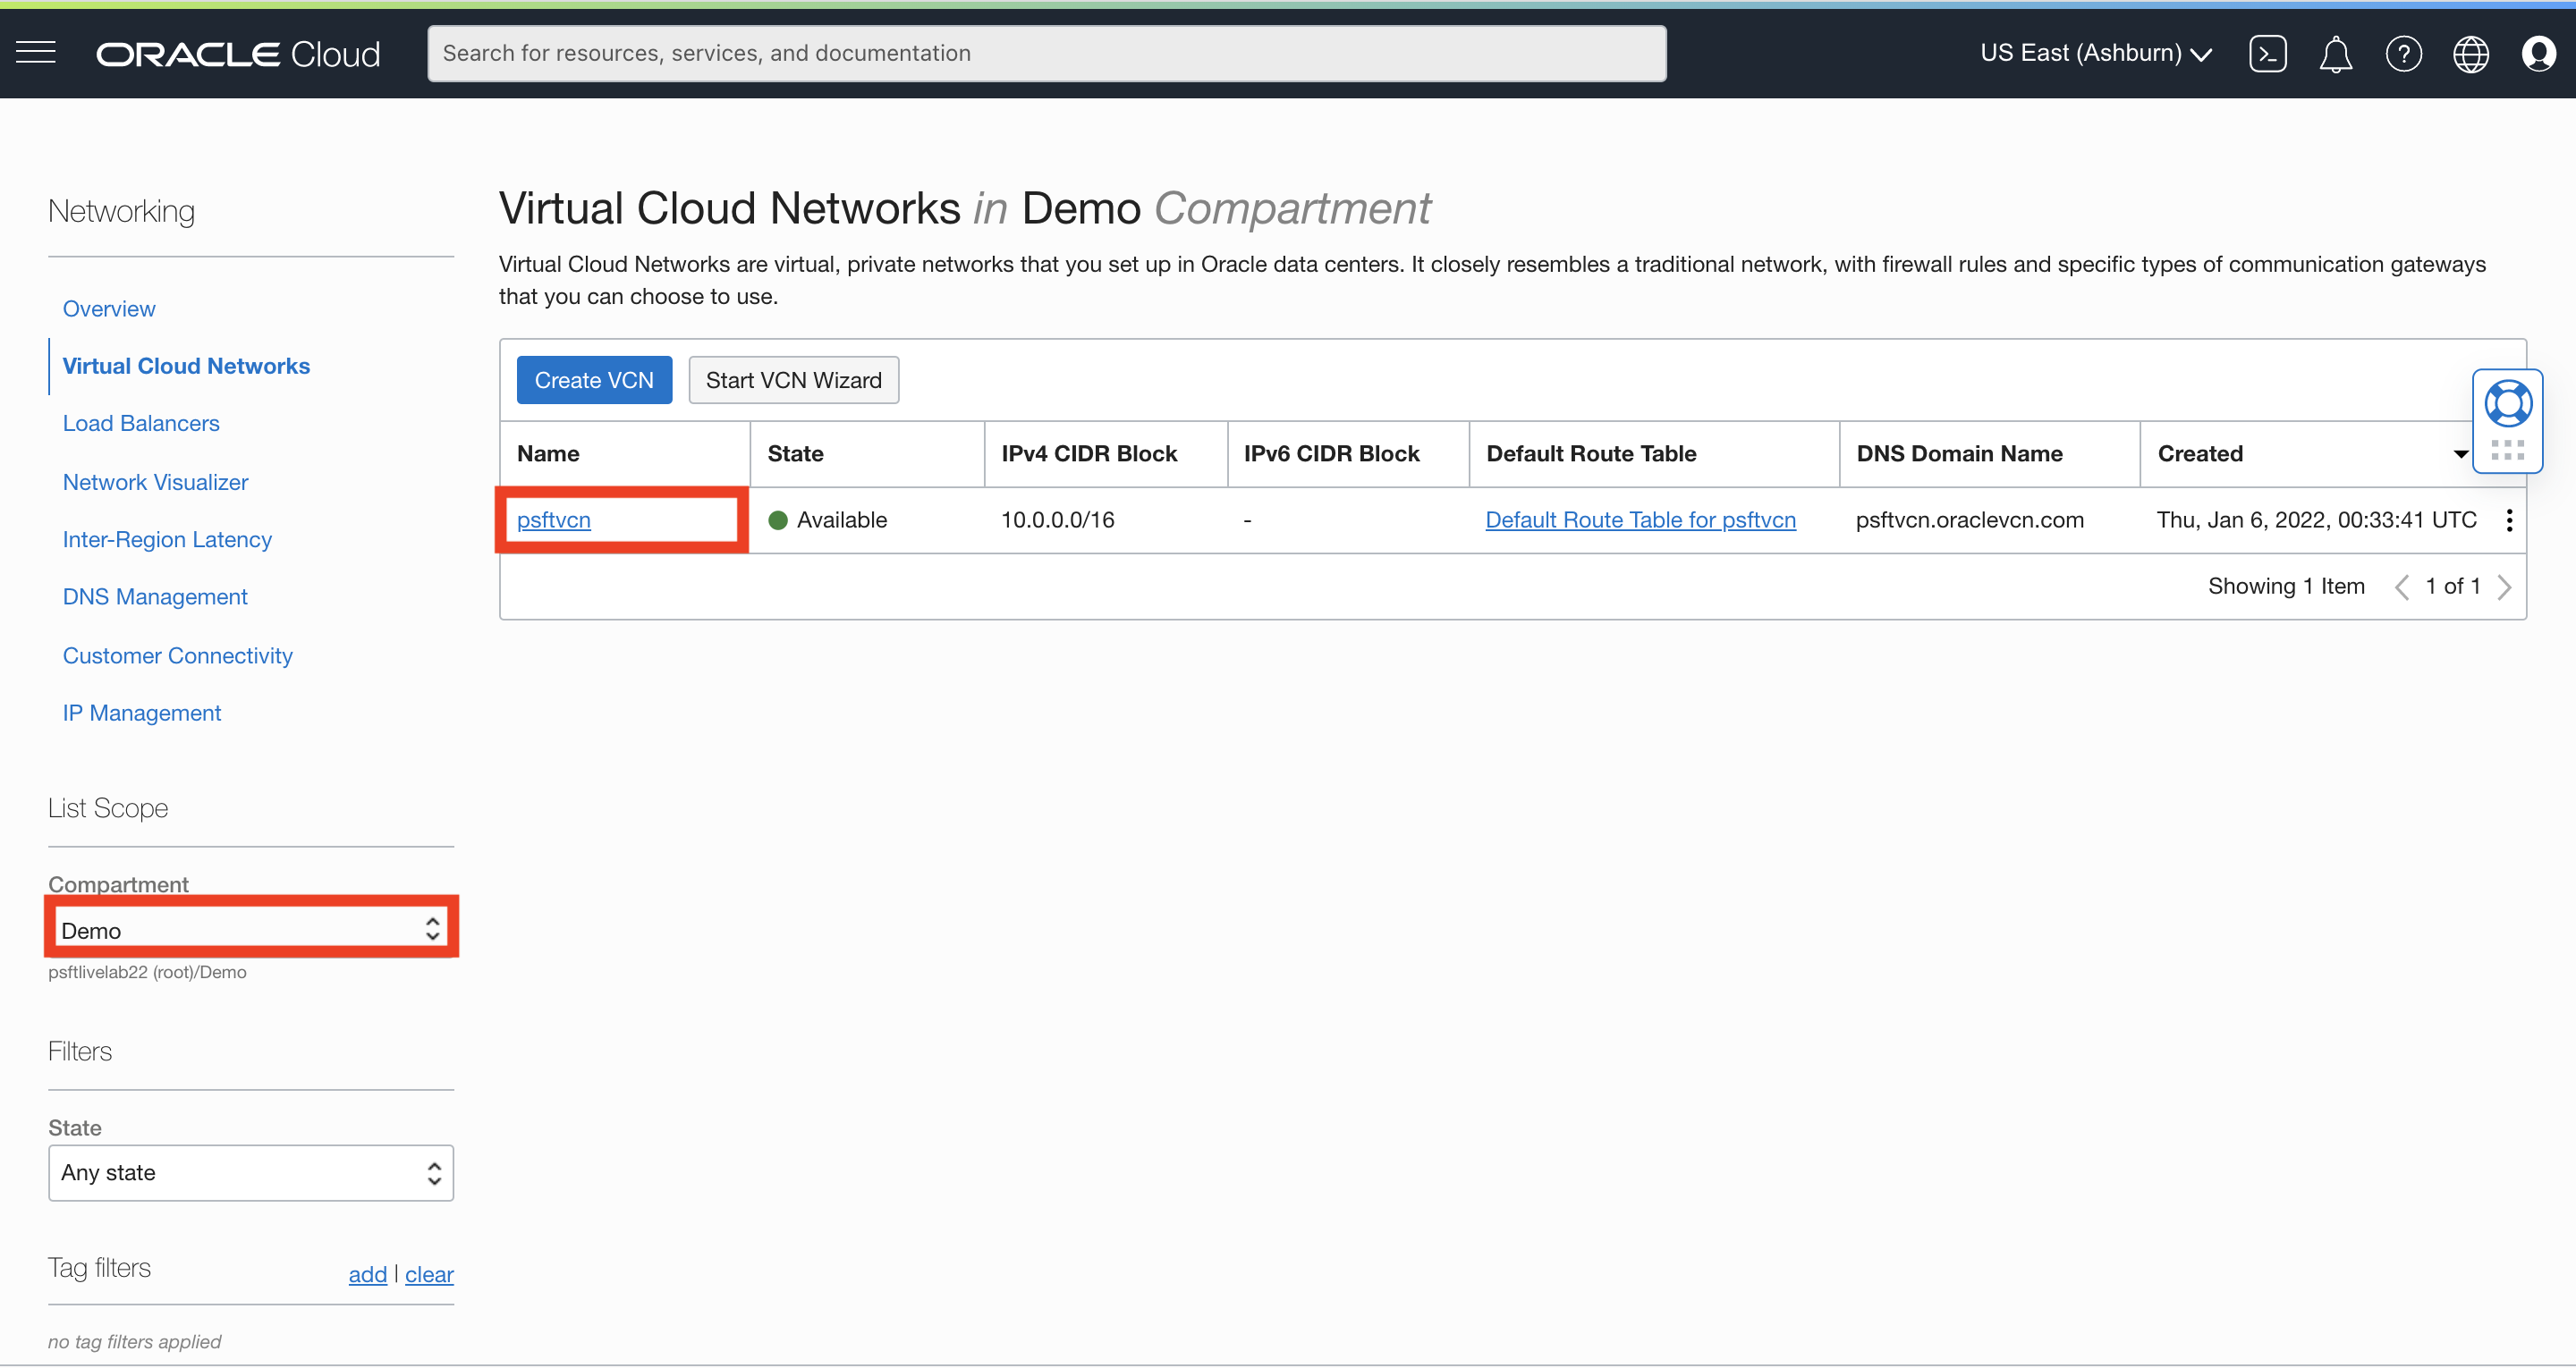 ORACLE Cloud
Search for resources, services, and documentation
US East (Ashburn)
Networking
Overview
Virtual Cloud Networks
Load Balancers
Network Visualizer
Inter-Region Latency
DNS Management
Customer Connectivity
IP Management
List Scope
Compartment
Demo
psftlivelab22 (root)/Demo
Filters
State
Any state
Tag filters add | clear
no tag filters applied
Virtual Cloud Networks in Demo Compartment
Virtual Cloud Networks are virtual, private networks that you set up in Oracle data centers. It closely resembles a traditional network, with firewall rules and specific types of communication gateways
that you can choose to use.
Create VCN Start VCN Wizard
Name State IPv4 CIDR Block IPv6 CIDR Block Default Route Table DNS Domain Name Created
psftvcn Available 10.0.0.0/16 - Default Route Table for psftvcn psftvcn.oraclevcn.com Thu, Jan 6, 2022, 00:33:41 UTC
Showing 1 Item 1 of 1